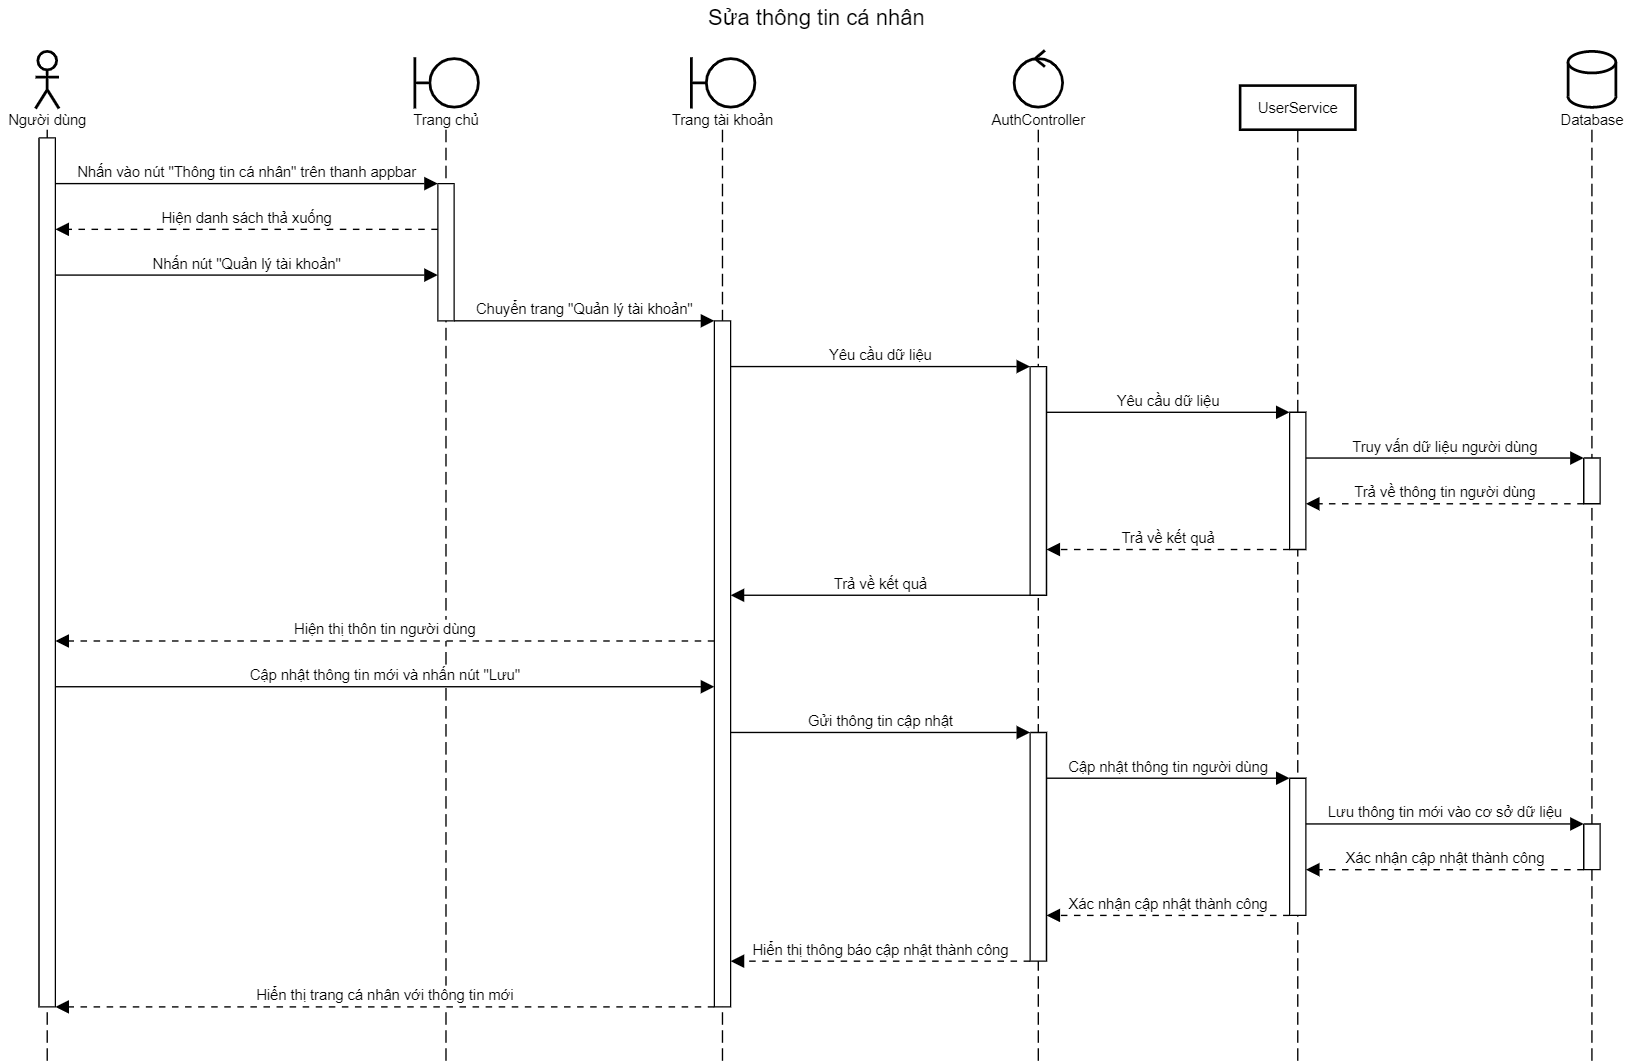 Sửa thông tin cá nhân
Người dùng
Trang chủ
Trang tài khoản
AuthController
UserService
Database
Nhấn vào nút "Thông tin cá nhân" trên thanh appbar
Hiện danh sách thả xuống
Nhấn nút "Quản lý tài khoản"
Chuyển trang "Quản lý tài khoản"
Yêu cầu dữ liệu
Yêu cầu dữ liệu
Truy vấn dữ liệu người dùng
Trả về thông tin người dùng
Trả về kết quả
Trả về kết quả
Hiện thị thôn tin người dùng
Cập nhật thông tin mới và nhấn nút "Lưu"
Gửi thông tin cập nhật
Cập nhật thông tin người dùng
Lưu thông tin mới vào cơ sở dữ liệu
Xác nhận cập nhật thành công
Xác nhận cập nhật thành công
Hiển thị thông báo cập nhật thành công
Hiển thị trang cá nhân với thông tin mới